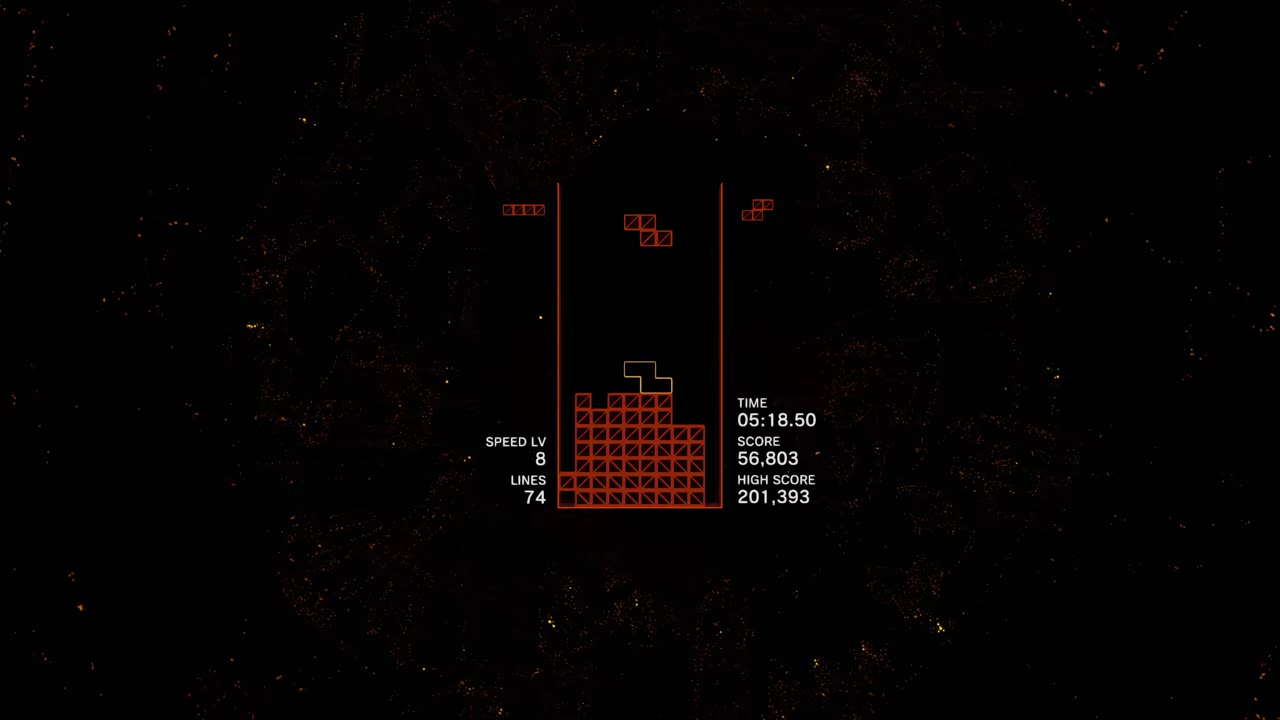 SPEED LV
8
LINES
74
TIME
05:18.50
SCORE
56,803
HIGH SCORE
201,393